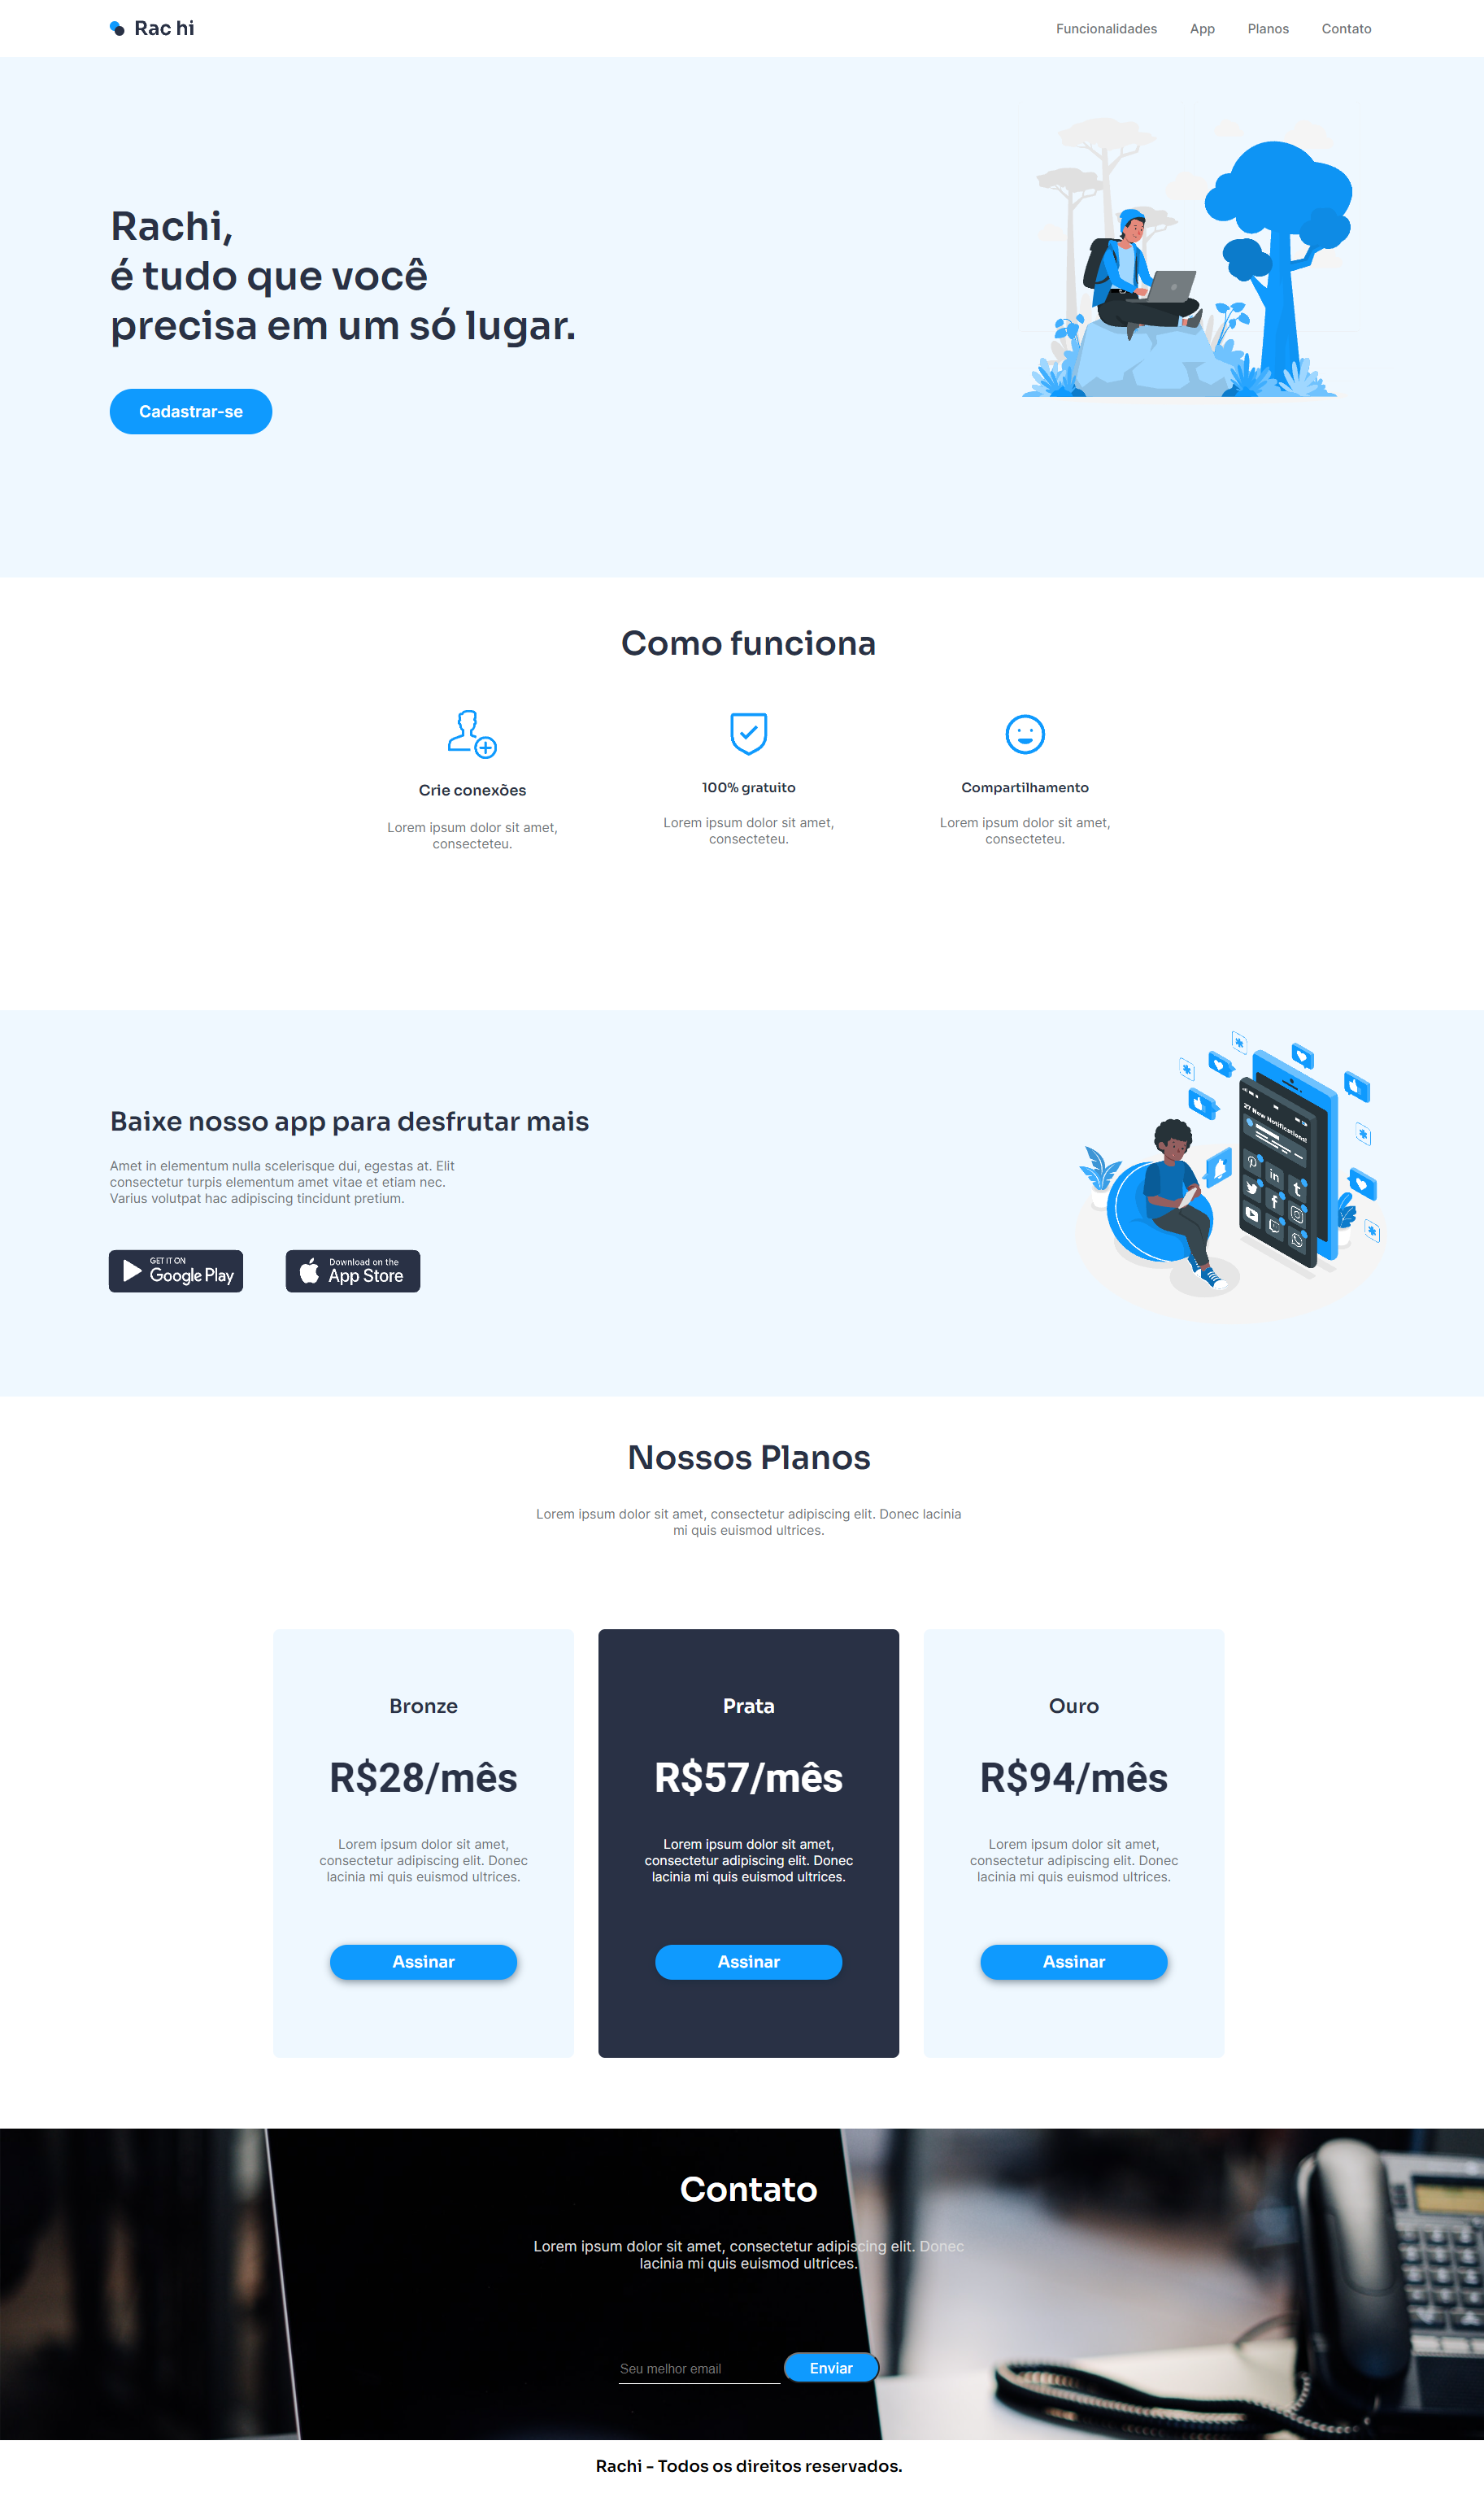 Rac hi
Funcionalidades App Planos Contato
Rachi,
é tudo que você
precisa em um só lugar.
Cadastrar-se
Como funciona
Crie conexões
Lorem ipsum dolor sit amet,
consecteteu.
100% gratuito
Lorem ipsum dolor sit amet,
consecteteu.
Compartilhamento
Lorem ipsum dolor sit amet,
consecteteu.
Baixe nosso app para desfrutar mais
Amet in elementum nulla scelerisque dui, egestas at. Elit
consectetur turpis elementum amet vitae et etiam nec.
Varius volutpat hac adipiscing tincidunt pretium.
GET IT ON
Google Play
Download on the
App Store
27 New Notifications!
Nossos Planos
Lorem ipsum dolor sit amet, consectetur adipiscing elit. Donec lacinia
mi quis euismod ultrices.
Bronze
R$28/mês
Lorem ipsum dolor sit amet,
consectetur adipiscing elit. Donec
lacinia mi quis euismod ultrices.
Assinar
Prata
R$57/mês
Lorem ipsum dolor sit amet,
consectetur adipiscing elit. Donec
lacinia mi quis euismod ultrices.
Assinar
Ouro
R$94/mês
Lorem ipsum dolor sit amet,
consectetur adipiscing elit. Donec
lacinia mi quis euismod ultrices.
Assinar
Contato
Lorem ipsum dolor sit amet, consectetur adipiscing elit. Donec
lacinia mi quis euismod ultrices.
Seu melhor email
Enviar
Rachi - Todos os direitos reservados.